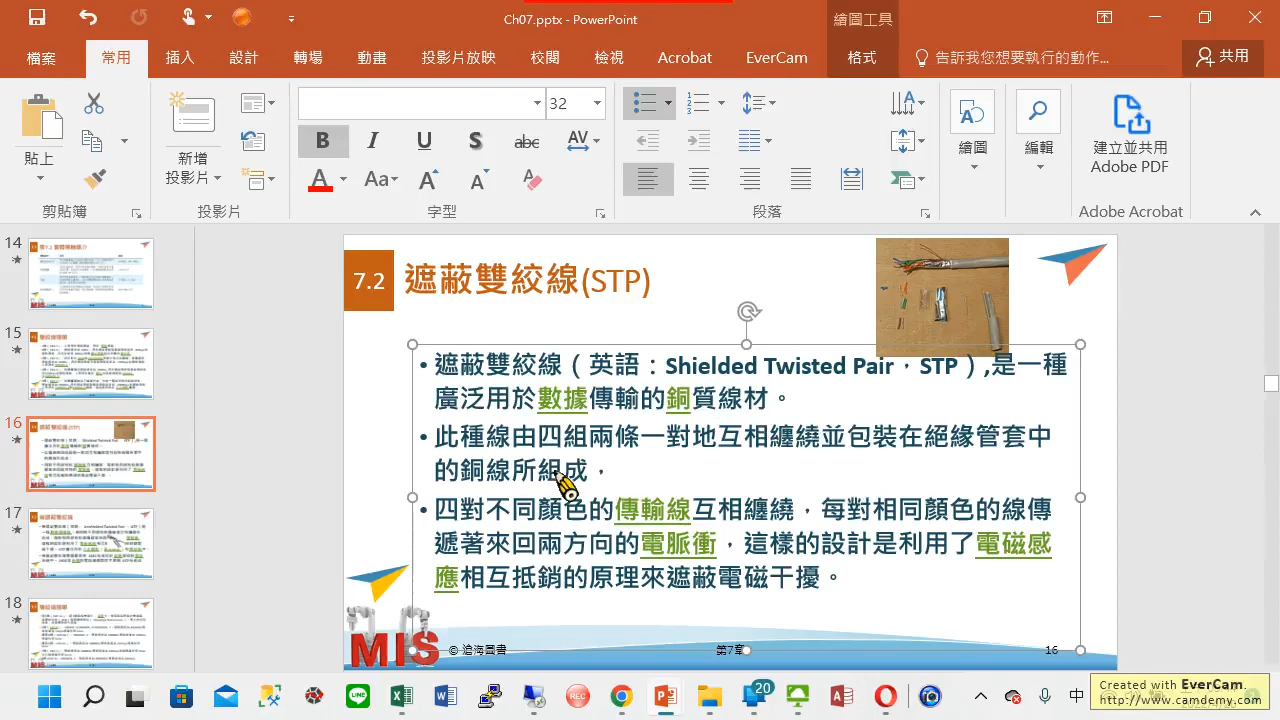 Ch07.pptx - PowerPoint
繪圖工具
檔案 常用 插入 設計 轉場 動畫 投影片放映 校閱 檢視 Acrobat EverCam 格式 告訴我您想要執行的動作... 共用
32
貼上
新增
投影片
B I U S abc AV
A Aa A A
繪圖
編輯
建立並共用
Adobe PDF
剪貼簿 投影片 字型 段落 Adobe Acrobat
14
15
16
17
18
7.2 遮蔽雙絞線(STP)
• 遮蔽雙絞線（英語：Shielded Twisted Pair，STP）,是一種
廣泛用於數據傳輸的銅質線材。
• 此種線由四組兩條一對地互相纏繞並包裝在絕緣管套中
的銅線所組成，
• 四對不同顏色的傳輸線互相纏繞，每對相同顏色的線傳
遞著來回方向的電脈衝，這樣的設計是利用了電磁感
應相互抵銷的原理來遮蔽電磁干擾。
MIS
第7章
16
LINE
REC
20
中
Created with EverCam.
http://www.camdemy.com